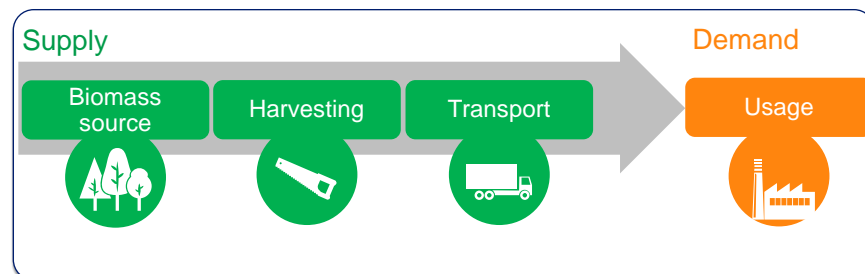 Supply
Demand
Biomass
source
Harvesting
Transport
Usage